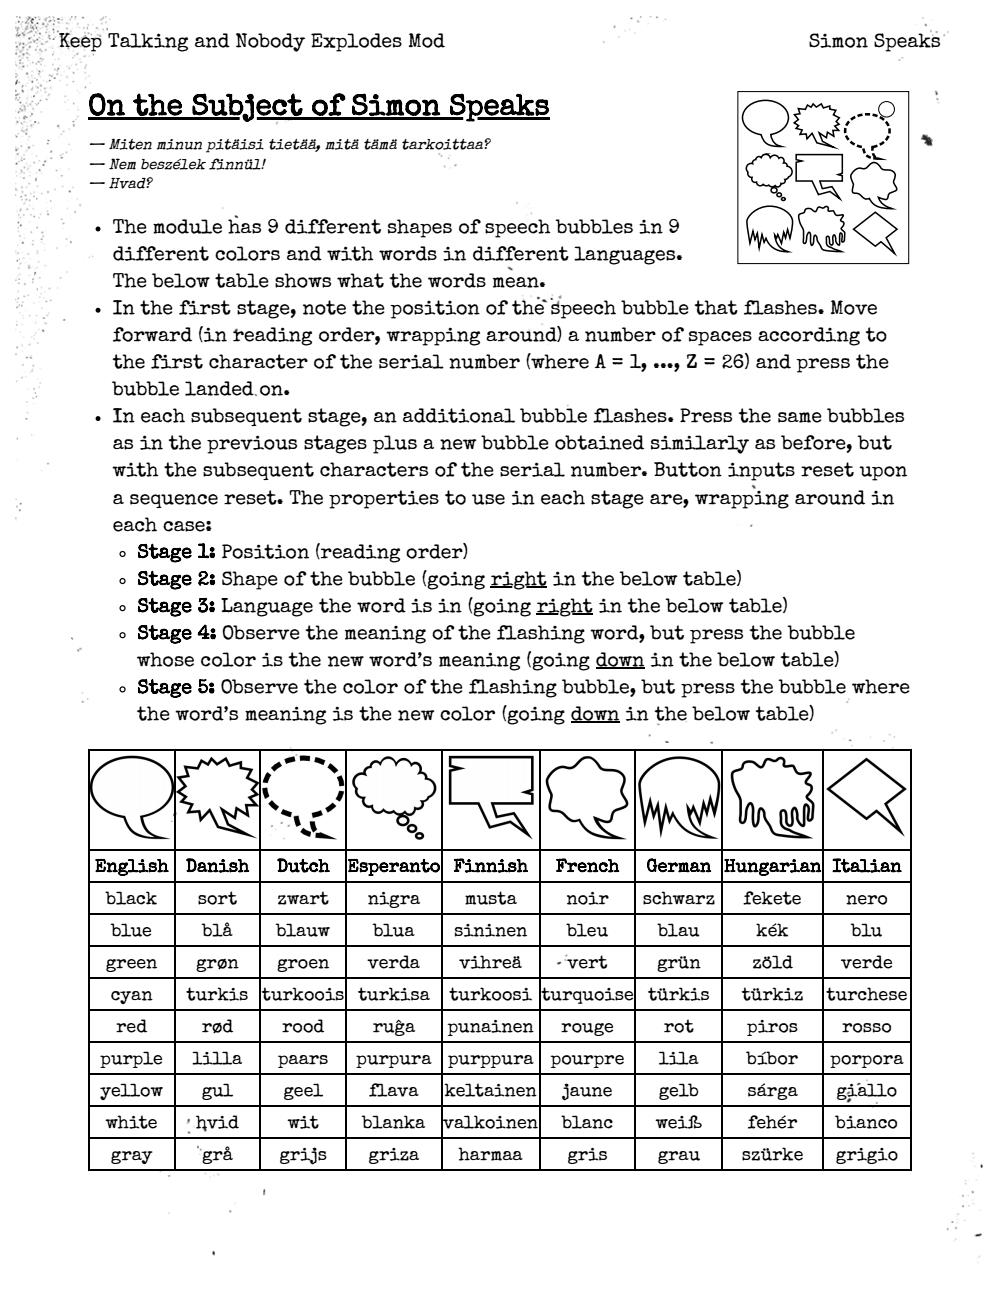 Keep Talking and Nobody Explodes Mod
Simon Speaks
On the Subject of Simon Speaks
— Miten minun pitäisi tietää, mitä tämä tarkoittaa?
— Nem beszélek finnül!
— Hvad?
• The module has 9 different shapes of speech bubbles in 9
different colors and with words in different languages.
The below table shows what the words mean.
• In the first stage, note the position of the speech bubble that flashes. Move
forward (in reading order, wrapping around) a number of spaces according to
the first character of the serial number (where A = 1, ..., Z = 26) and press the
bubble landed on.
• In each subsequent stage, an additional bubble flashes. Press the same bubbles
as in the previous stages plus a new bubble obtained similarly as before, but
with the subsequent characters of the serial number. Button inputs reset upon
a sequence reset. The properties to use in each stage are, wrapping around in
each case:
◦ Stage 1: Position (reading order)
◦ Stage 2: Shape of the bubble (going right in the below table)
◦ Stage 3: Language the word is in (going right in the below table)
◦ Stage 4: Observe the meaning of the flashing word, but press the bubble
whose color is the new word's meaning (going down in the below table)
◦ Stage 5: Observe the color of the flashing bubble, but press the bubble where
the word's meaning is the new color (going down in the below table)
English Danish Dutch Esperanto Finnish French German Hungarian Italian
black sort zwart nigra musta noir schwarz fekete nero
blue blå blauw blua sininen bleu blau kék blu
green grøn groen verda vihreä vert grün zöld verde
cyan turkis turkoois turkisa turkoosi turquoise türkis türkiz turchese
red rød rood ruĝa punainen rouge rot piros rosso
purple lilla paars purpura purppura pourpre lila bíbor porpora
yellow gul geel flava keltainen jaune gelb sárga giallo
white hvid wit blanka valkoinen blanc weiß fehér bianco
gray grå grijs griza harmaa gris grau szürke grigio